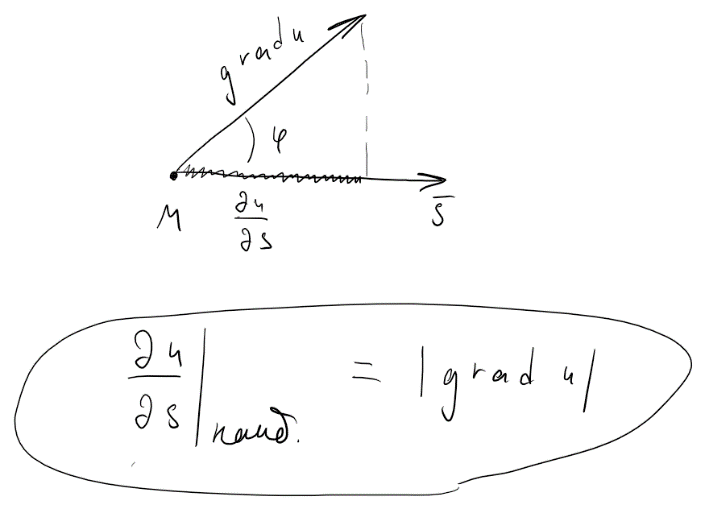 grad u
φ
M
∂u
∂s
s̄
∂u
∂s | наиб. = |grad u|